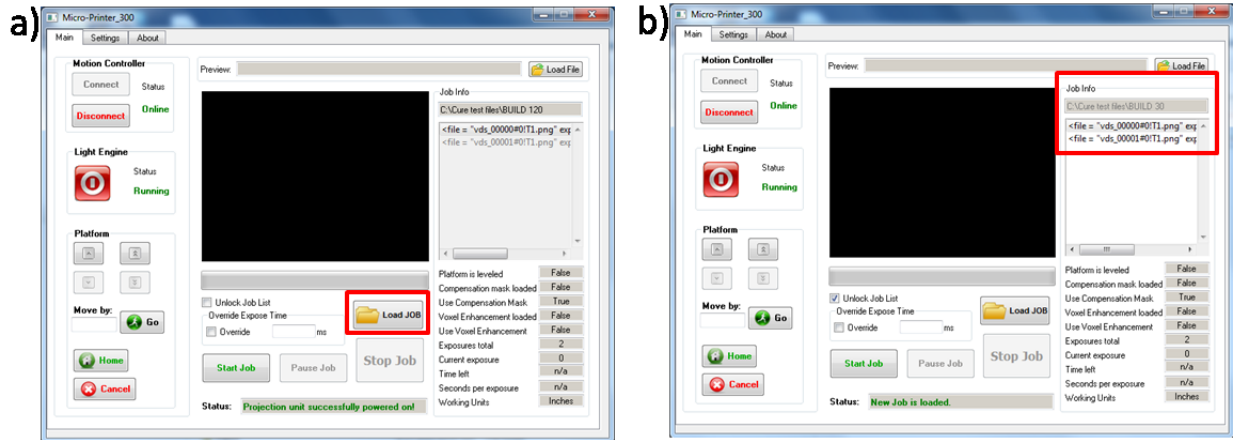 a)
Micro-Printer_300
Main Settings About
Motion Controller
Connect Status
Disconnect Online
Light Engine
Status
Running
Platform
Move by: Go
Home
Cancel
Preview: Load File
Unlock Job List
Override Expose Time
Override ms
Load JOB
Start Job Pause Job Stop Job
Status: Projection unit successfully powered on!
Job Info
C:\Cure test files\BUILD 120
<file = "vds_00000#0!T1.png" exp
<file = "vds_00001#0!T1.png" exp
Platform is leveled False
Compensation mask loaded False
Use Compensation Mask True
Voxel Enhancement loaded False
Use Voxel Enhancement False
Exposures total 2
Current exposure 0
Time left n/a
Seconds per exposure n/a
Working Units Inches
b)
Micro-Printer_300
Main Settings About
Motion Controller
Connect Status
Disconnect Online
Light Engine
Status
Running
Platform
Move by: Go
Home
Cancel
Preview: Load File
Unlock Job List
Override Expose Time
Override ms
Load JOB
Start Job Pause Job Stop Job
Status: New Job is loaded.
Job Info
C:\Cure test files\BUILD 30
<file = "vds_00000#0!T1.png" exp
<file = "vds_00001#0!T1.png" exp
Platform is leveled False
Compensation mask loaded False
Use Compensation Mask True
Voxel Enhancement loaded False
Use Voxel Enhancement False
Exposures total 2
Current exposure 0
Time left n/a
Seconds per exposure n/a
Working Units Inches